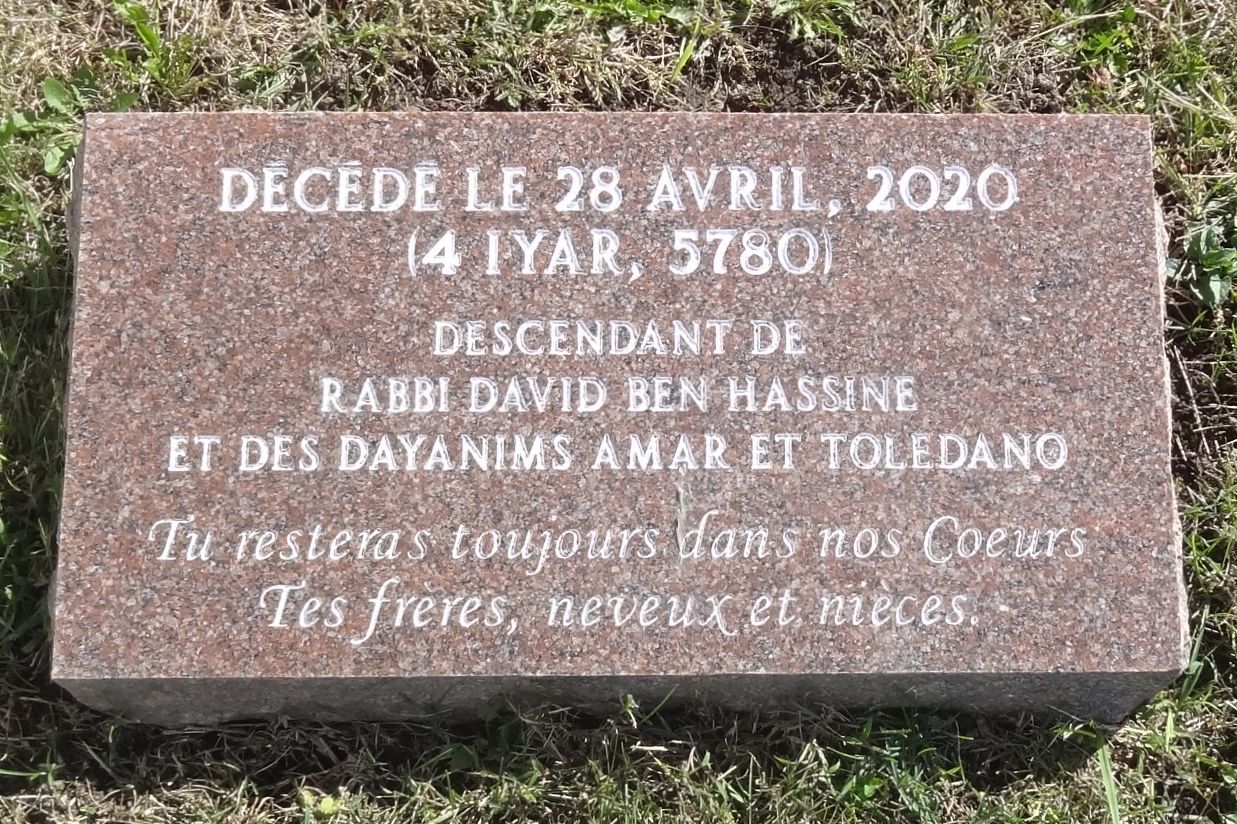 DÉCÉDÉ LE 28 AVRIL, 2020
(4 IYAR, 5780)
DESCENDANT DE
RABBI DAVID BEN HASSINE
ET DES DAYANIMS AMAR ET TOLEDANO
Tu resteras toujours dans nos Coeurs
Tes frères, neveux et nièces.